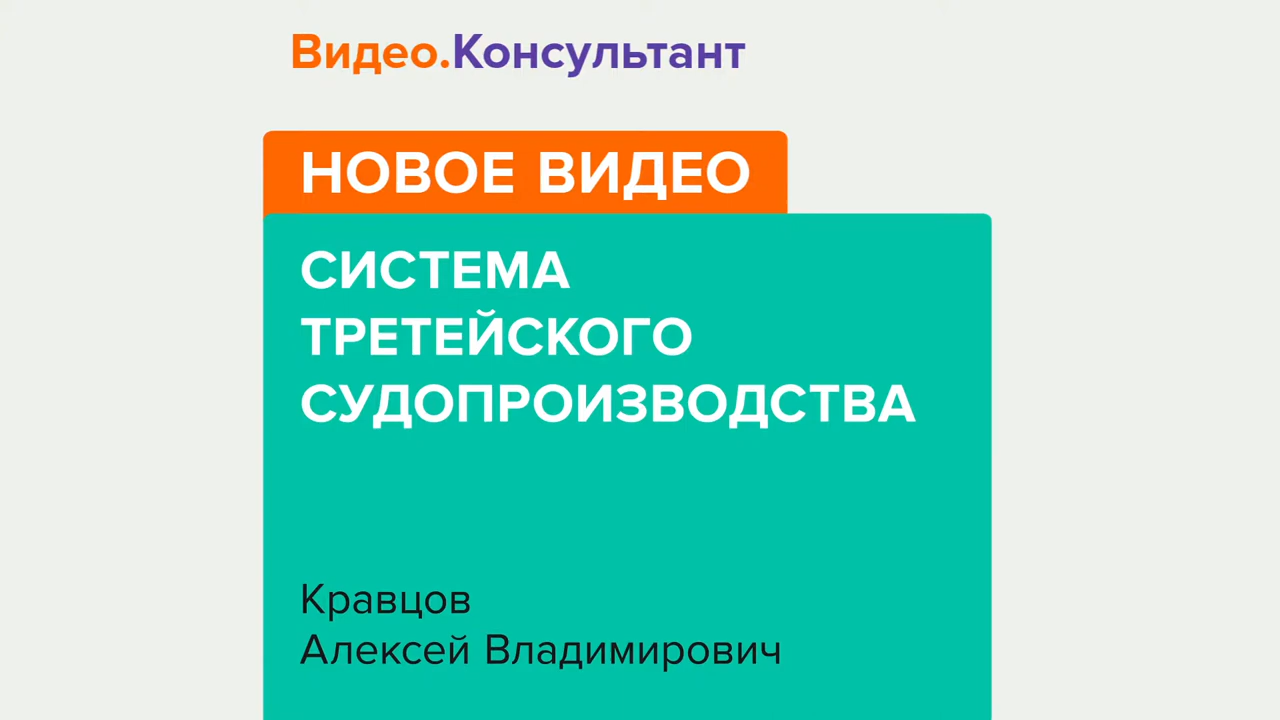 Видео.Консультант
НОВОЕ ВИДЕО
СИСТЕМА
ТРЕТЕЙСКОГО
СУДОПРОИЗВОДСТВА
Кравцов
Алексей Владимирович